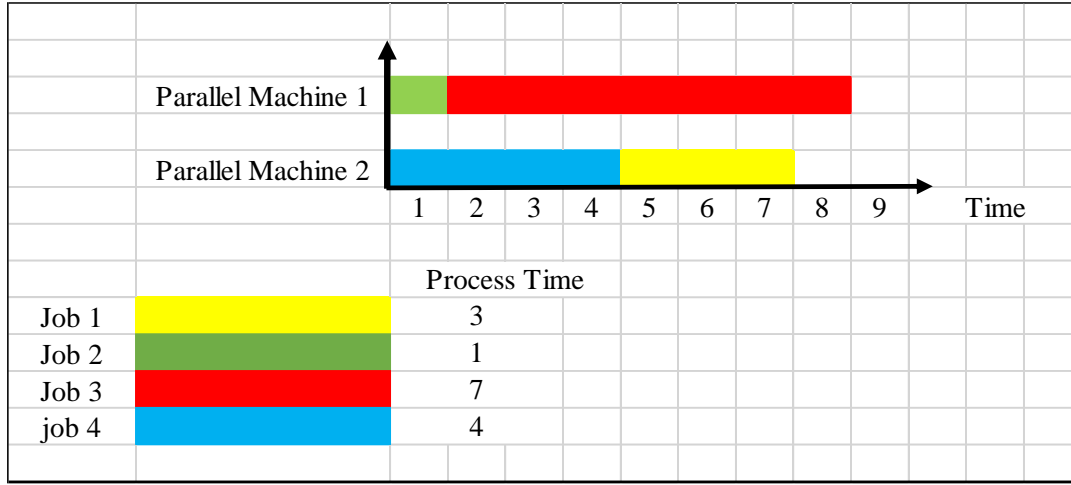 Parallel Machine 1
Parallel Machine 2
1 2 3 4 5 6 7 8 9 Time
Process Time
Job 1 3
Job 2 1
Job 3 7
job 4 4